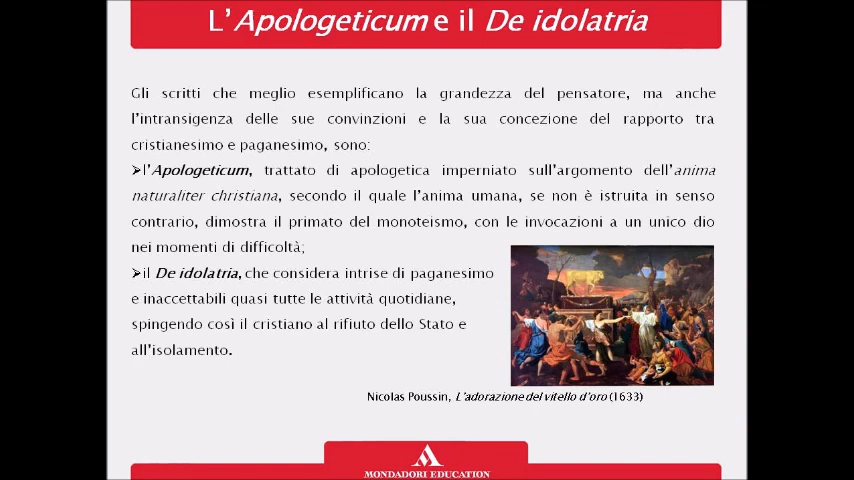 L’Apologeticum e il De idolatria
Gli scritti che meglio esemplificano la grandezza del pensatore, ma anche
l’intransigenza delle sue convinzioni e la sua concezione del rapporto tra
cristianesimo e paganesimo, sono:
➢l’Apologeticum, trattato di apologetica imperniato sull’argomento dell’anima
naturaliter christiana, secondo il quale l’anima umana, se non è istruita in senso
contrario, dimostra il primato del monoteismo, con le invocazioni a un unico dio
nei momenti di difficoltà;
➢il De idolatria, che considera intrise di paganesimo
e inaccettabili quasi tutte le attività quotidiane,
spingendo così il cristiano al rifiuto dello Stato e
all’isolamento.
Nicolas Poussin, L’adorazione del vitello d’oro (1633)
MONDADORI EDUCATION